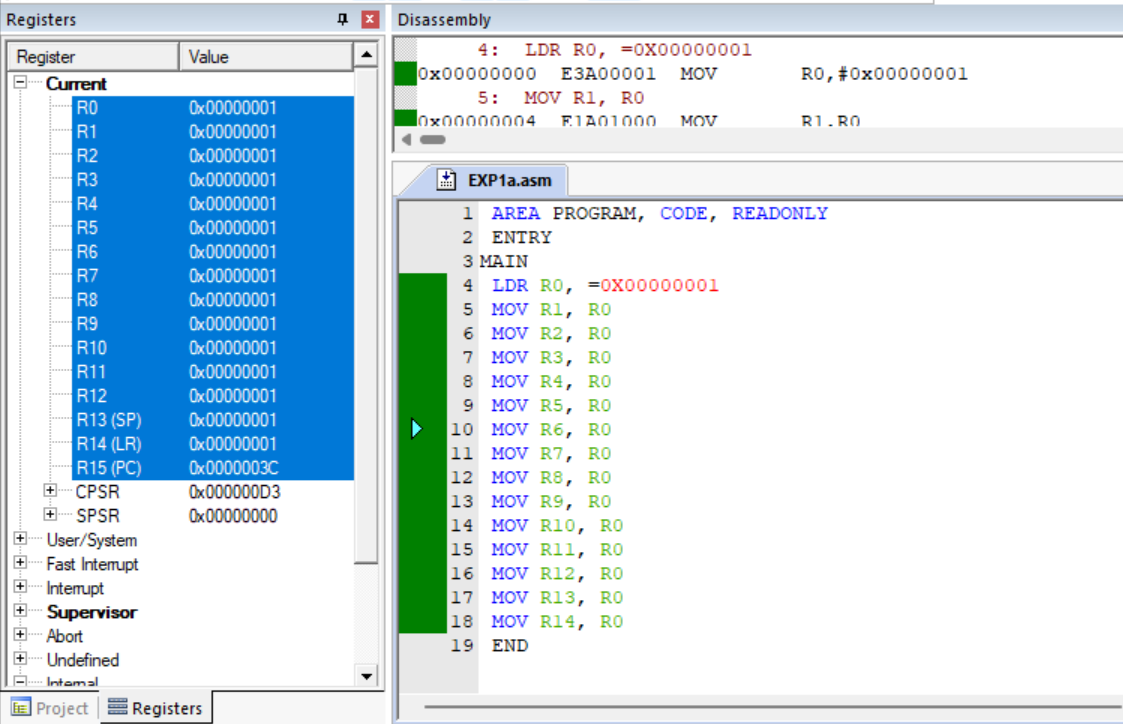 Registers
Register Value
Current
R0 0x00000001
R1 0x00000001
R2 0x00000001
R3 0x00000001
R4 0x00000001
R5 0x00000001
R6 0x00000001
R7 0x00000001
R8 0x00000001
R9 0x00000001
R10 0x00000001
R11 0x00000001
R12 0x00000001
R13 (SP) 0x00000001
R14 (LR) 0x00000001
R15 (PC) 0x0000003C
CPSR 0x000000D3
SPSR 0x00000000
User/System
Fast Interrupt
Interrupt
Supervisor
Abort
Undefined
Internal
Project Registers
Disassembly
4: LDR R0, =0X00000001
0x00000000 E3A00001 MOV R0,#0x00000001
5: MOV R1, R0
0x00000004 E1A01000 MOV R1,R0
EXP1a.asm
1 AREA PROGRAM, CODE, READONLY
2 ENTRY
3 MAIN
4 LDR R0, =0X00000001
5 MOV R1, R0
6 MOV R2, R0
7 MOV R3, R0
8 MOV R4, R0
9 MOV R5, R0
10 MOV R6, R0
11 MOV R7, R0
12 MOV R8, R0
13 MOV R9, R0
14 MOV R10, R0
15 MOV R11, R0
16 MOV R12, R0
17 MOV R13, R0
18 MOV R14, R0
19 END